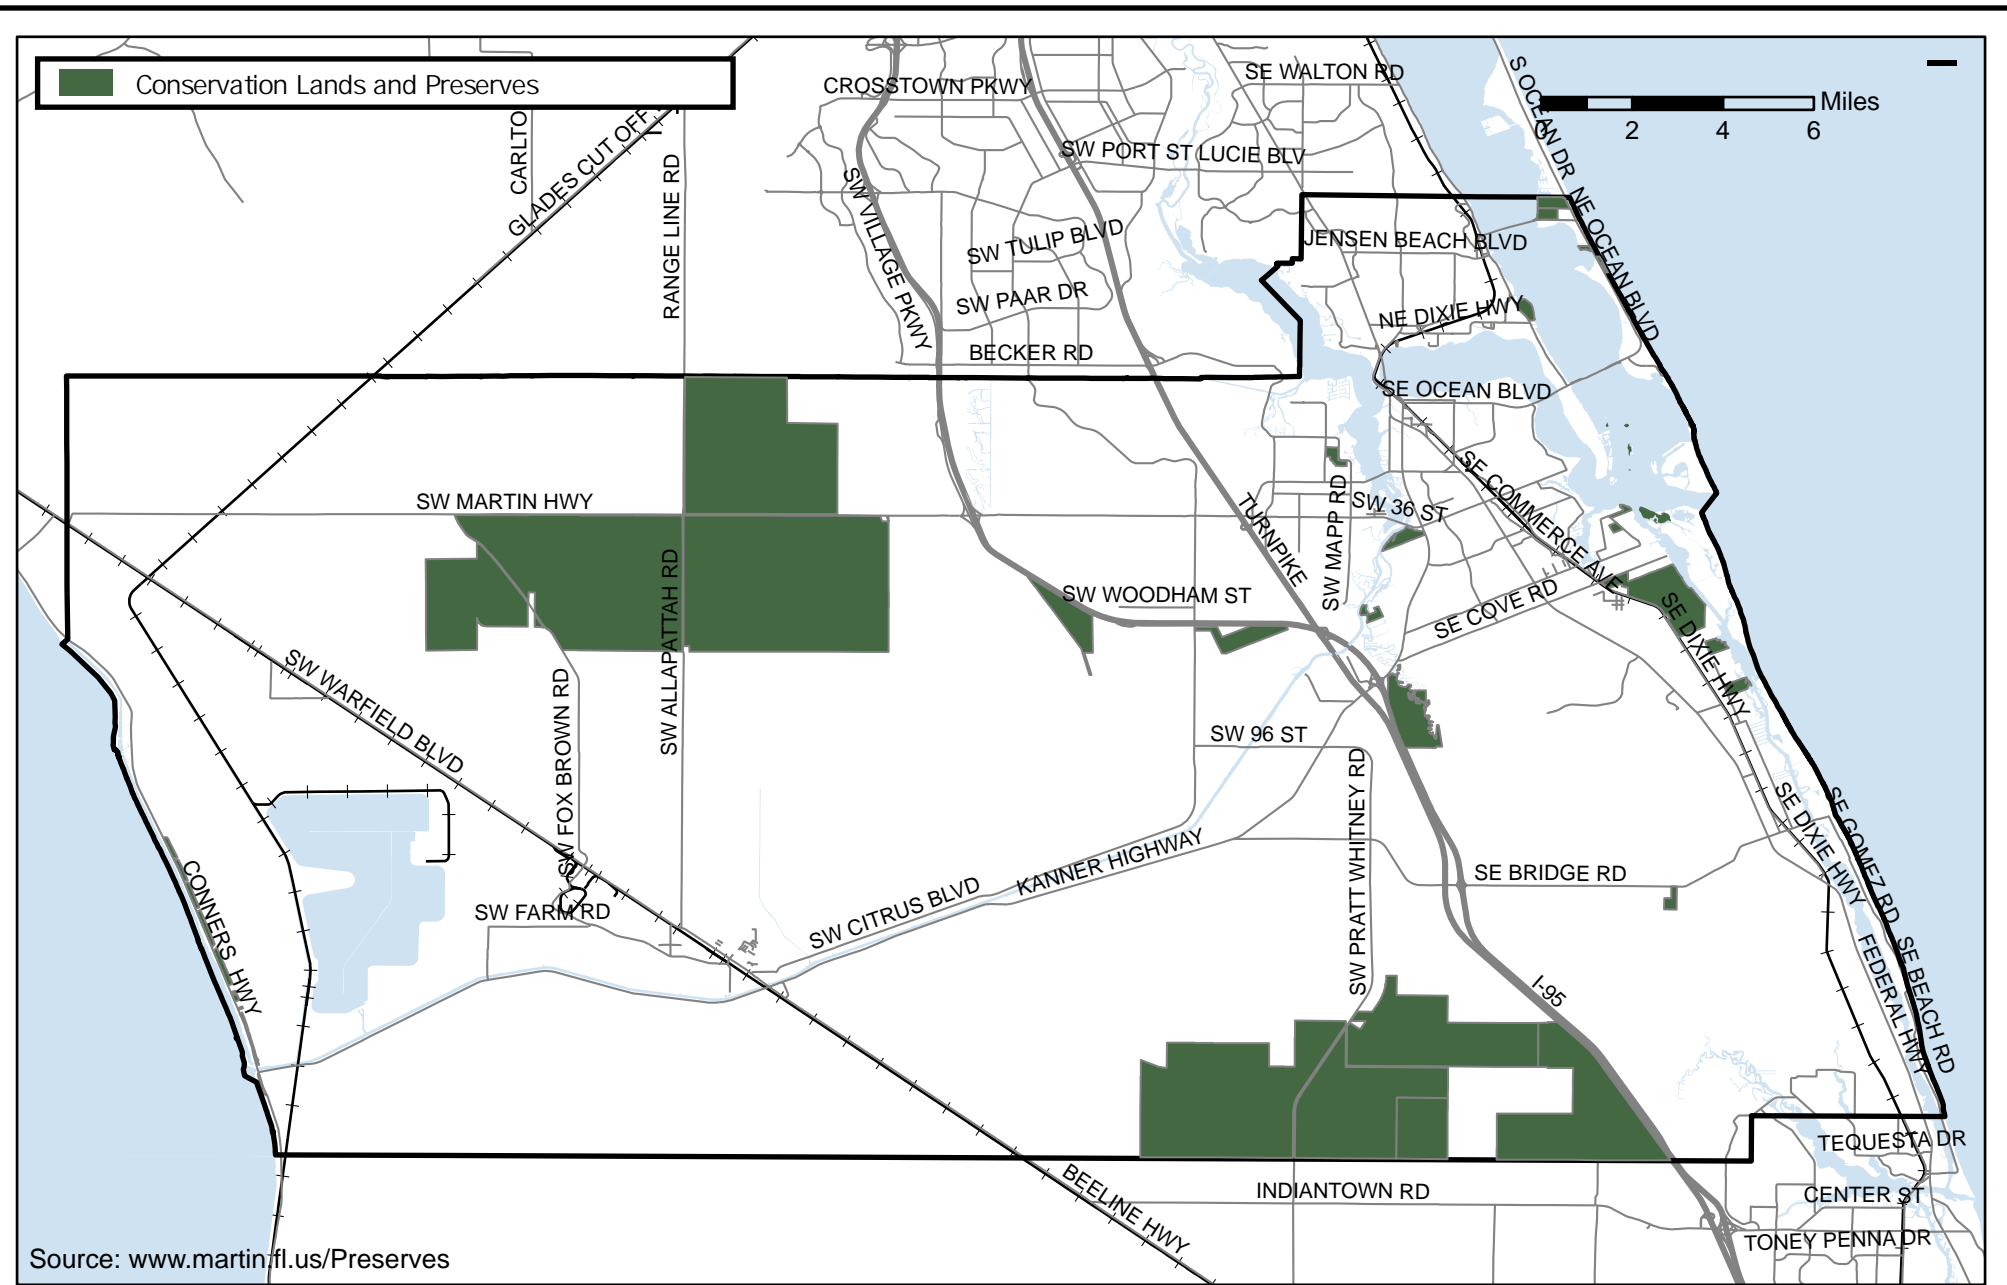 Conservation Lands and Preserves
CROSSTOWN PKWY
SE WALTON RD
S OCEAN DR
Miles
0
2
4
6
CARLTO
GLADES CUT OFF
RANGE LINE RD
SW PORT ST LUCIE BLV
SW VILLAGE PKWY
SW TULIP BLVD
SW PAAR DR
BECKER RD
JENSEN BEACH BLVD
NE OCEAN BLVD
NE DIXIE HWY
SE OCEAN BLVD
SW MARTIN HWY
SW 36 ST
SE COMMERCE AVE
TURNPIKE
SW MAPP RD
SW WOODHAM ST
SE COVE RD
SE DIXIE HWY
SW ALLAPATTAH RD
SW FOX BROWN RD
SW WARFIELD BLVD
SW 96 ST
SW PRATT WHITNEY RD
SE DIXIE HWY
SE GOMEZ RD
SE BRIDGE RD
KANNER HIGHWAY
SW CITRUS BLVD
SW FARM RD
CONNERS HWY
I-95
FEDERAL HWY
SE BEACH RD
TEQUESTA DR
BEELINE HWY
INDIANTOWN RD
CENTER ST
TONEY PENNA DR
Source: www.martin.fl.us/Preserves